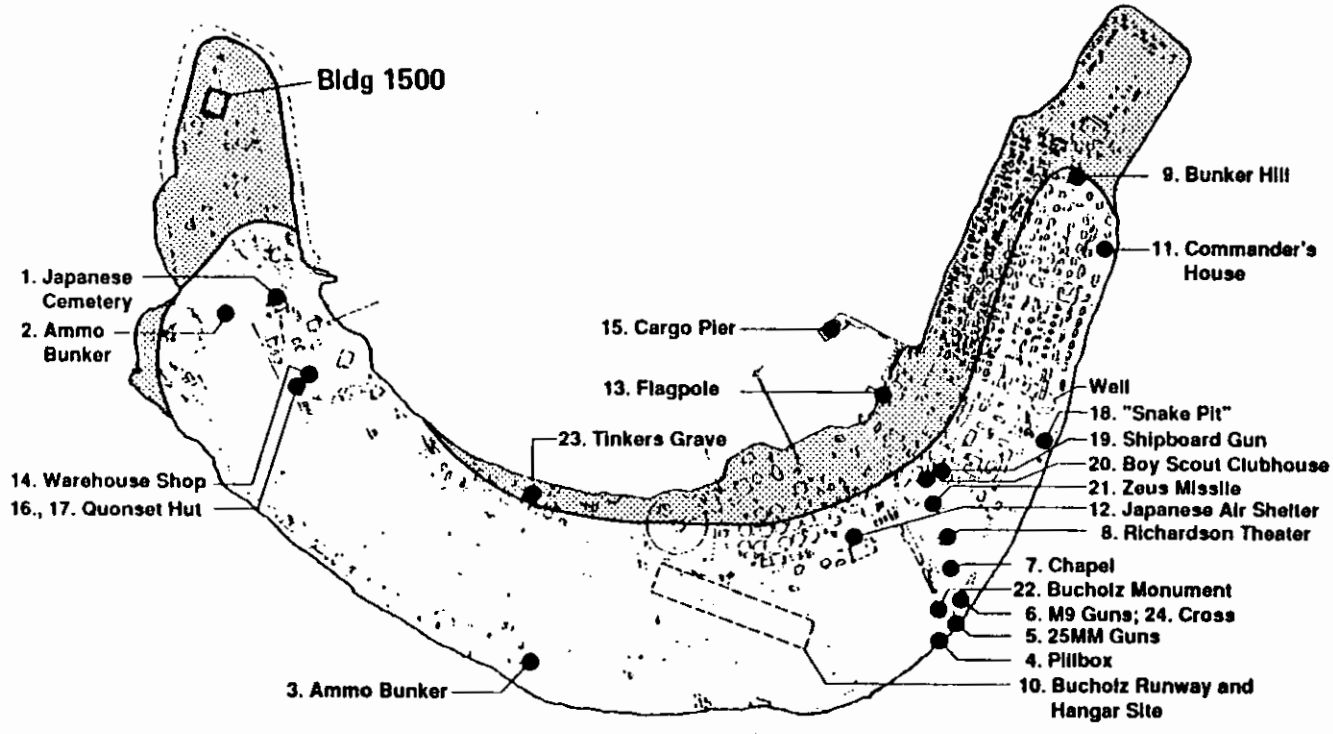 Bldg 1500
9. Bunker Hill
11. Commander's
House
1. Japanese
Cemetery
2. Ammo
Bunker
15. Cargo Pier
13. Flagpole
Well
18. "Snake Pit"
19. Shipboard Gun
20. Boy Scout Clubhouse
21. Zeus Missile
12. Japanese Air Shelter
8. Richardson Theater
7. Chapel
22. Bucholz Monument
6. M9 Guns; 24. Cross
5. 25MM Guns
4. Pillbox
10. Bucholz Runway and
Hangar Site
23. Tinkers Grave
14. Warehouse Shop
16., 17. Quonset Hut
3. Ammo Bunker